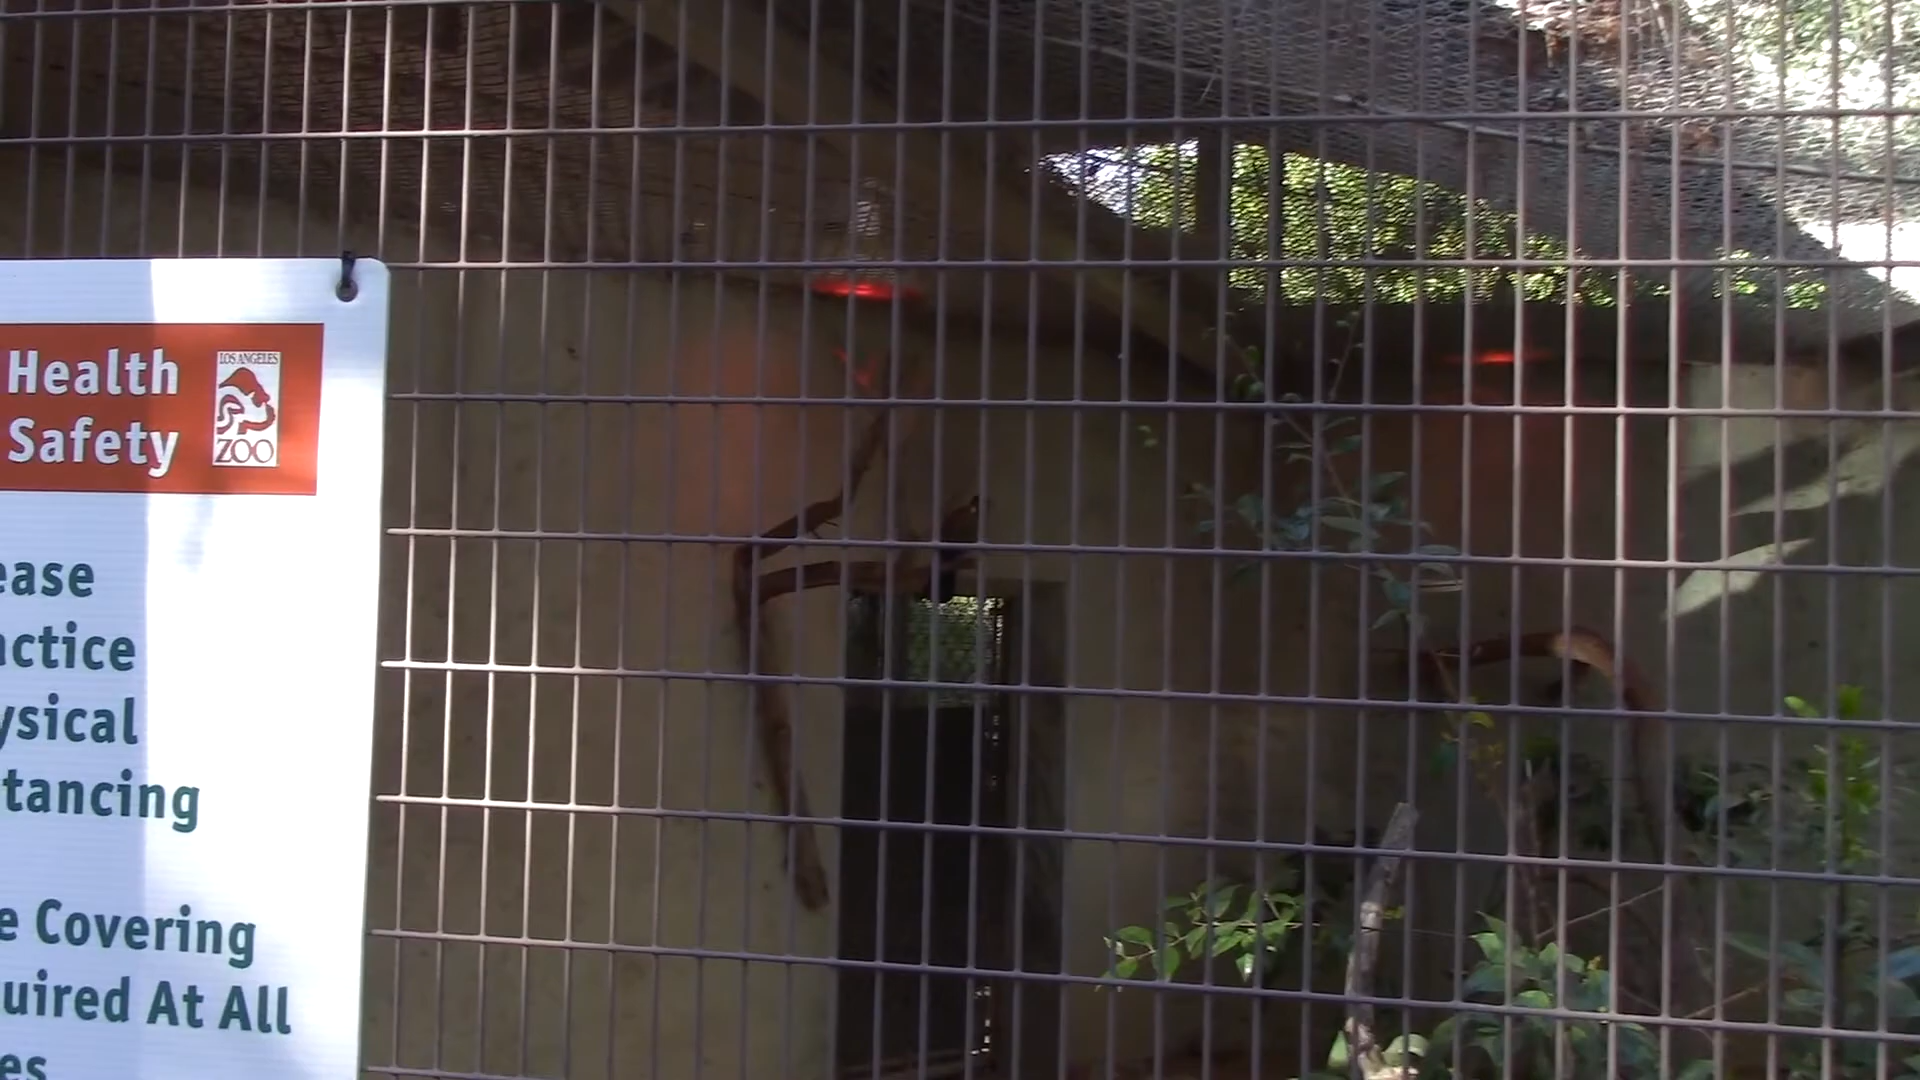 Health
Safety
LOS ANGELES
ZOO
ease
actice
ysical
tancing
e Covering
uired At All
es